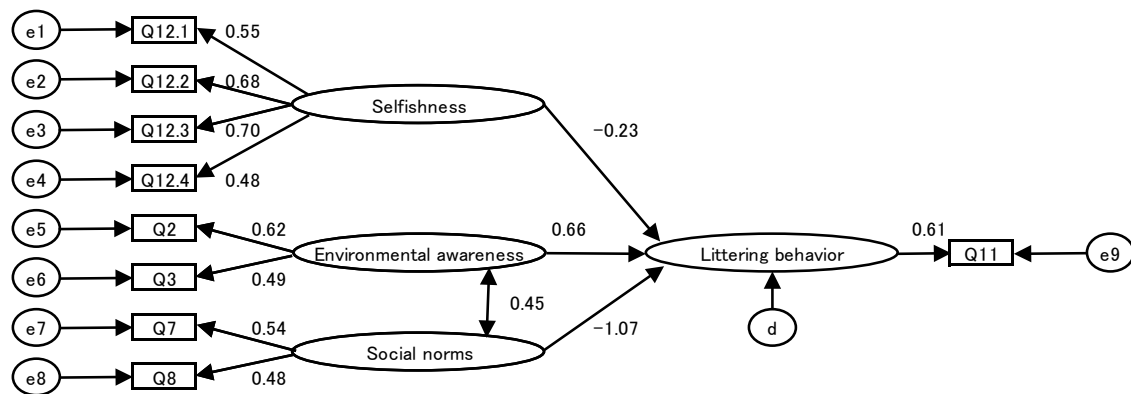 e1 Q12.1 0.55
e2 Q12.2 0.68
Selfishness
e3 Q12.3 0.70
−0.23
e4 Q12.4 0.48
e5 Q2 0.62
0.66
0.61
Environmental awareness
Littering behavior
Q11
e9
e6 Q3 0.49
0.45
e7 Q7 0.54
−1.07
d
Social norms
e8 Q8 0.48